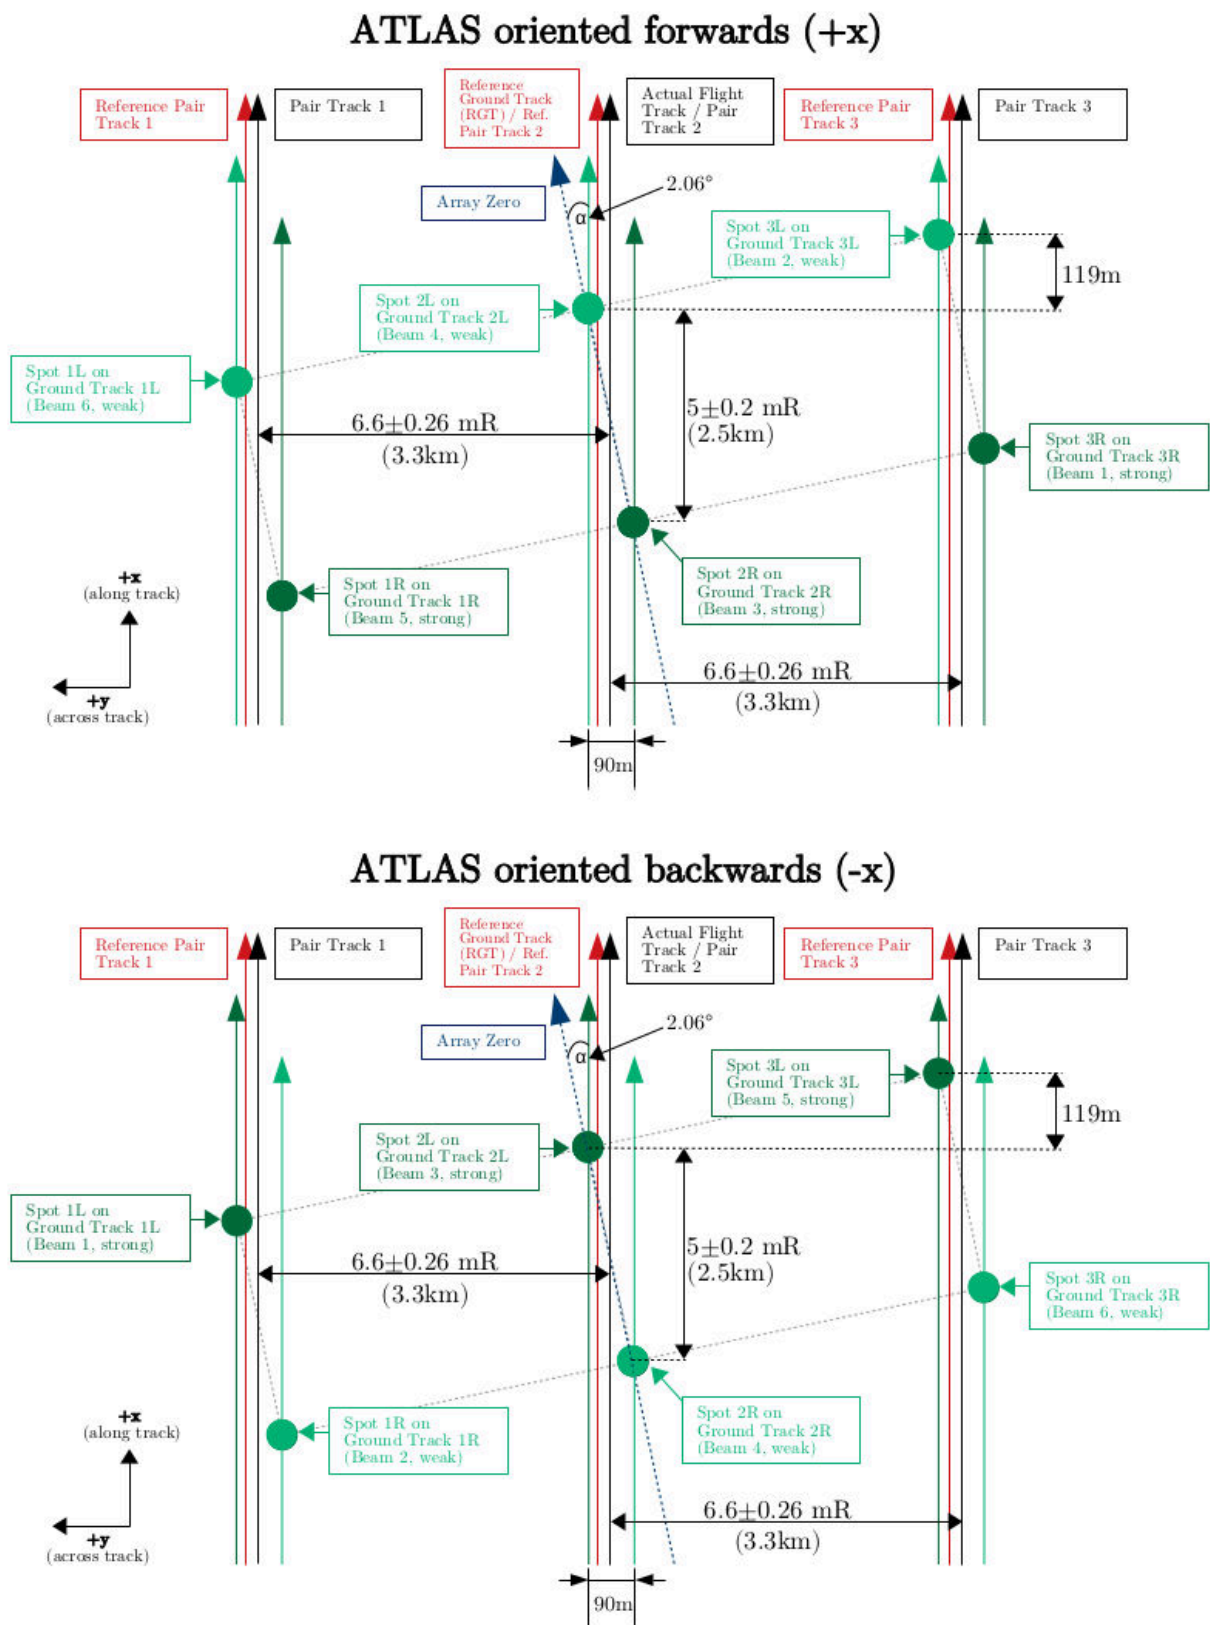 ATLAS oriented forwards (+x)
Reference Pair
Track 1
Pair Track 1
Reference
Ground Track
(RGT) / Ref.
Pair Track 2
Actual Flight
Track / Pair
Track 2
Reference Pair
Track 3
Pair Track 3
Array Zero
α
2.06°
Spot 3L on
Ground Track 3L
(Beam 2, weak)
119m
Spot 2L on
Ground Track 2L
(Beam 4, weak)
Spot 1L on
Ground Track 1L
(Beam 6, weak)
6.6±0.26 mR
(3.3km)
5±0.2 mR
(2.5km)
Spot 3R on
Ground Track 3R
(Beam 1, strong)
Spot 1R on
Ground Track 1R
(Beam 5, strong)
Spot 2R on
Ground Track 2R
(Beam 3, strong)
+x
(along track)
+y
(across track)
6.6±0.26 mR
(3.3km)
90m
ATLAS oriented backwards (-x)
Reference Pair
Track 1
Pair Track 1
Reference
Ground Track
(RGT) / Ref.
Pair Track 2
Actual Flight
Track / Pair
Track 2
Reference Pair
Track 3
Pair Track 3
Array Zero
α
2.06°
Spot 3L on
Ground Track 3L
(Beam 5, strong)
119m
Spot 2L on
Ground Track 2L
(Beam 3, strong)
Spot 1L on
Ground Track 1L
(Beam 1, strong)
6.6±0.26 mR
(3.3km)
5±0.2 mR
(2.5km)
Spot 3R on
Ground Track 3R
(Beam 6, weak)
Spot 1R on
Ground Track 1R
(Beam 2, weak)
Spot 2R on
Ground Track 2R
(Beam 4, weak)
+x
(along track)
+y
(across track)
6.6±0.26 mR
(3.3km)
90m